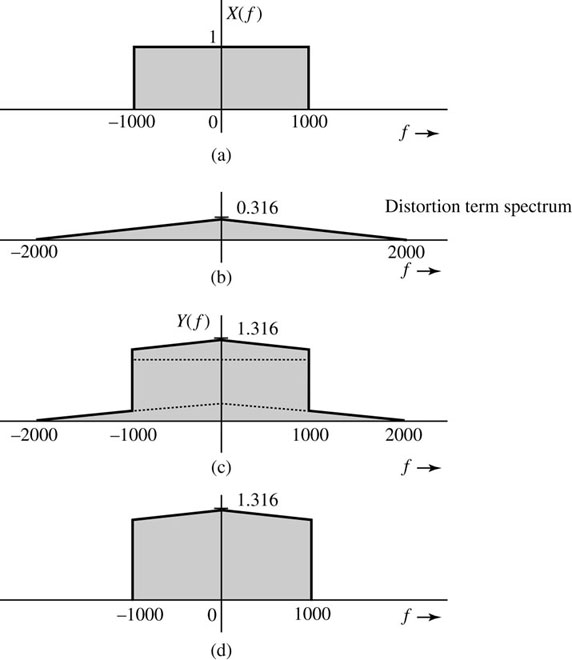 X(f)
1
–1000 0 1000
f →
(a)
0.316 Distortion term spectrum
–2000 2000
f →
(b)
Y(f) 1.316
–2000 –1000 1000 2000
(c) f →
1.316
–1000 0 1000 f →
(d)